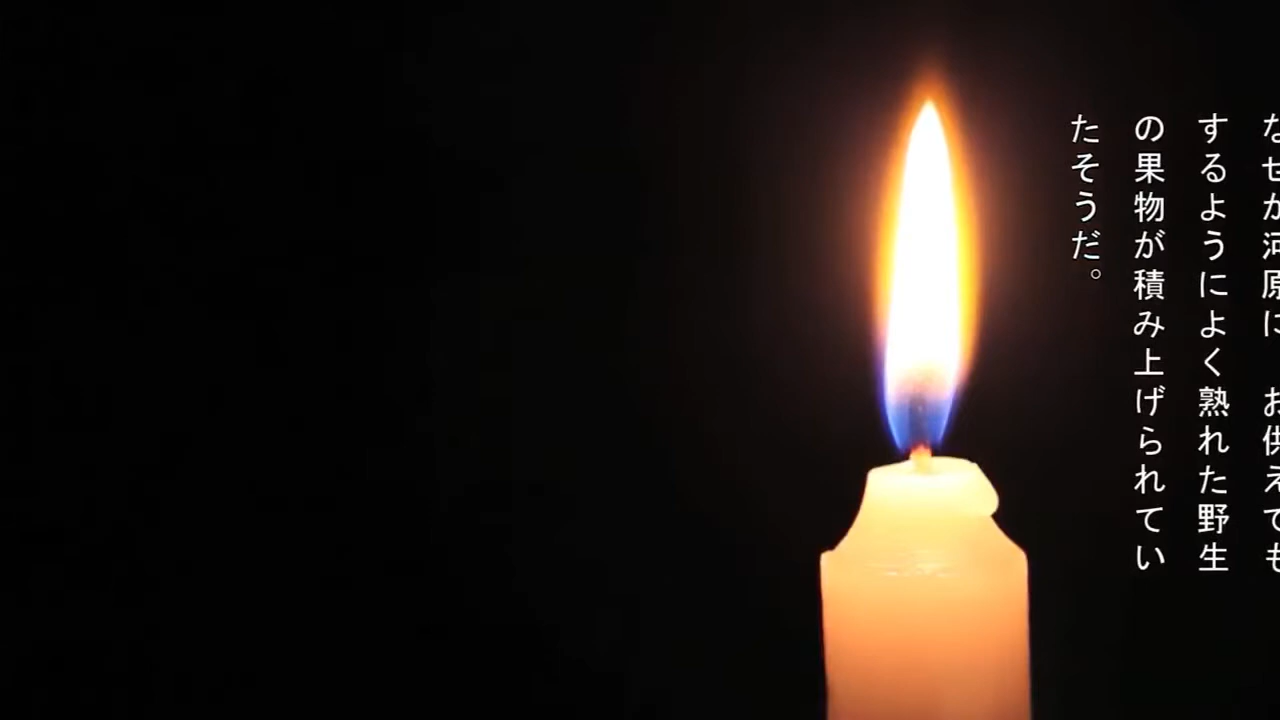 なぜか河原に、お供えでも
するようによく熟れた野生
の果物が積み上げられてい
たそうだ。